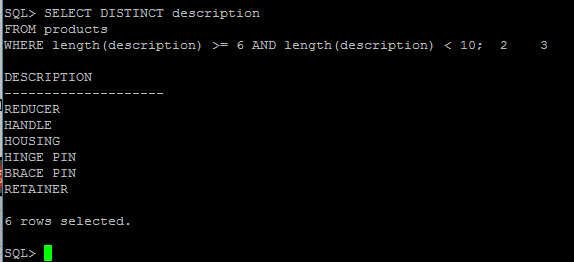 SQL> SELECT DISTINCT description
FROM products
WHERE length(description) >= 6 AND length(description) < 10;  2    3
DESCRIPTION
--------------------
REDUCER
HANDLE
HOUSING
HINGE PIN
BRACE PIN
RETAINER
6 rows selected.
SQL>